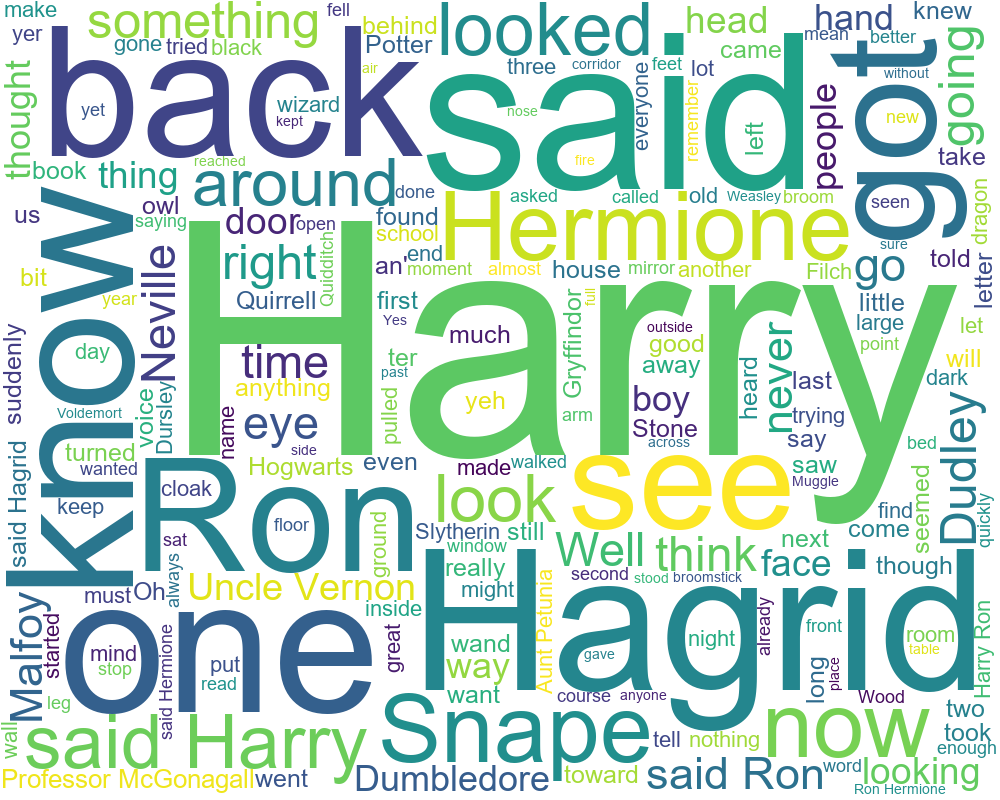 make
yer
something
looked
head
hand
knew
fell
behind
mean
better
gone
tried
black
Potter
came
three
corridor
feet
lot
air
back
said
got
going
without
thought
yet
wizard
kept
everyone
remember
left
people
new
take
nose
fire
reached
book
thing
around
done
asked
called
old
Weasley
broom
seen
dragon
us
owl
saying
door
open
found
school
Hermione
sure
told
letter
know
Neville
right
Quidditch
an'
end
moment
almost
house
mirror
another
Filch
go
bit
year
Quirrell
first
Yes
full
little
large
point
let
suddenly
day
time
Harry
much
outside
good
never
will
dark
Voldemort
voice
Dursley
anything
ter
past
pulled
yeh
Gryffindor
arm
away
boy
heard
last
trying
Stone
across
say
Dudley
name
eye
side
turned
wanted
Hogwarts
even
made
walked
see
saw
Muggle
bed
said Hagrid
keep
cloak
Ron
look
find
seemed
quickly
floor
Slytherin
still
come
sat
ground
window
Well
think
face
next
though
must
Oh
always
Uncle Vernon
really
might
second
stood
broomstick
Malfoy
started
one
inside
Hagrid
already
front
mind
stop
put
read
great
wand
way
Aunt Petunia
gave
night
room
table
Harry Ron
leg
said Hermione
want
course
anyone
long
place
Wood
two
wall
said Harry
Snape
now
took
tell
nothing
enough
Professor McGonagall
went
Dumbledore
toward
said Ron
word
looking
Ron Hermione